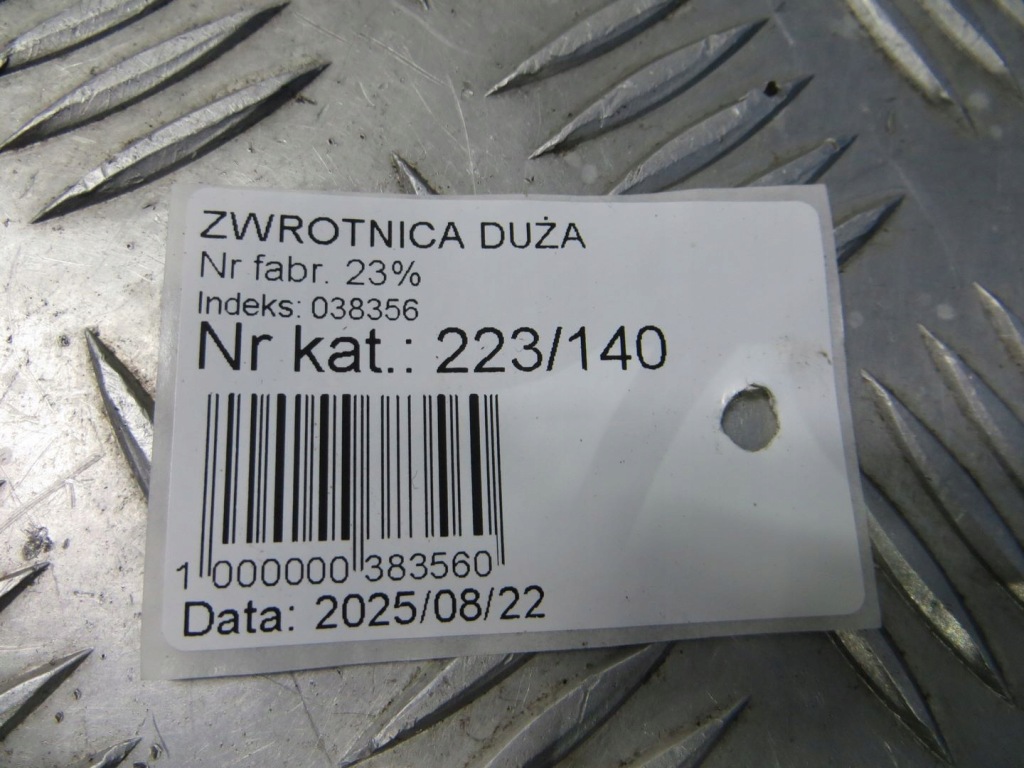 ZWROTNICA DUŻA
Nr fabr. 23%
Indeks: 038356
Nr kat.: 223/140
1 000000 383560
Data: 2025/08/22